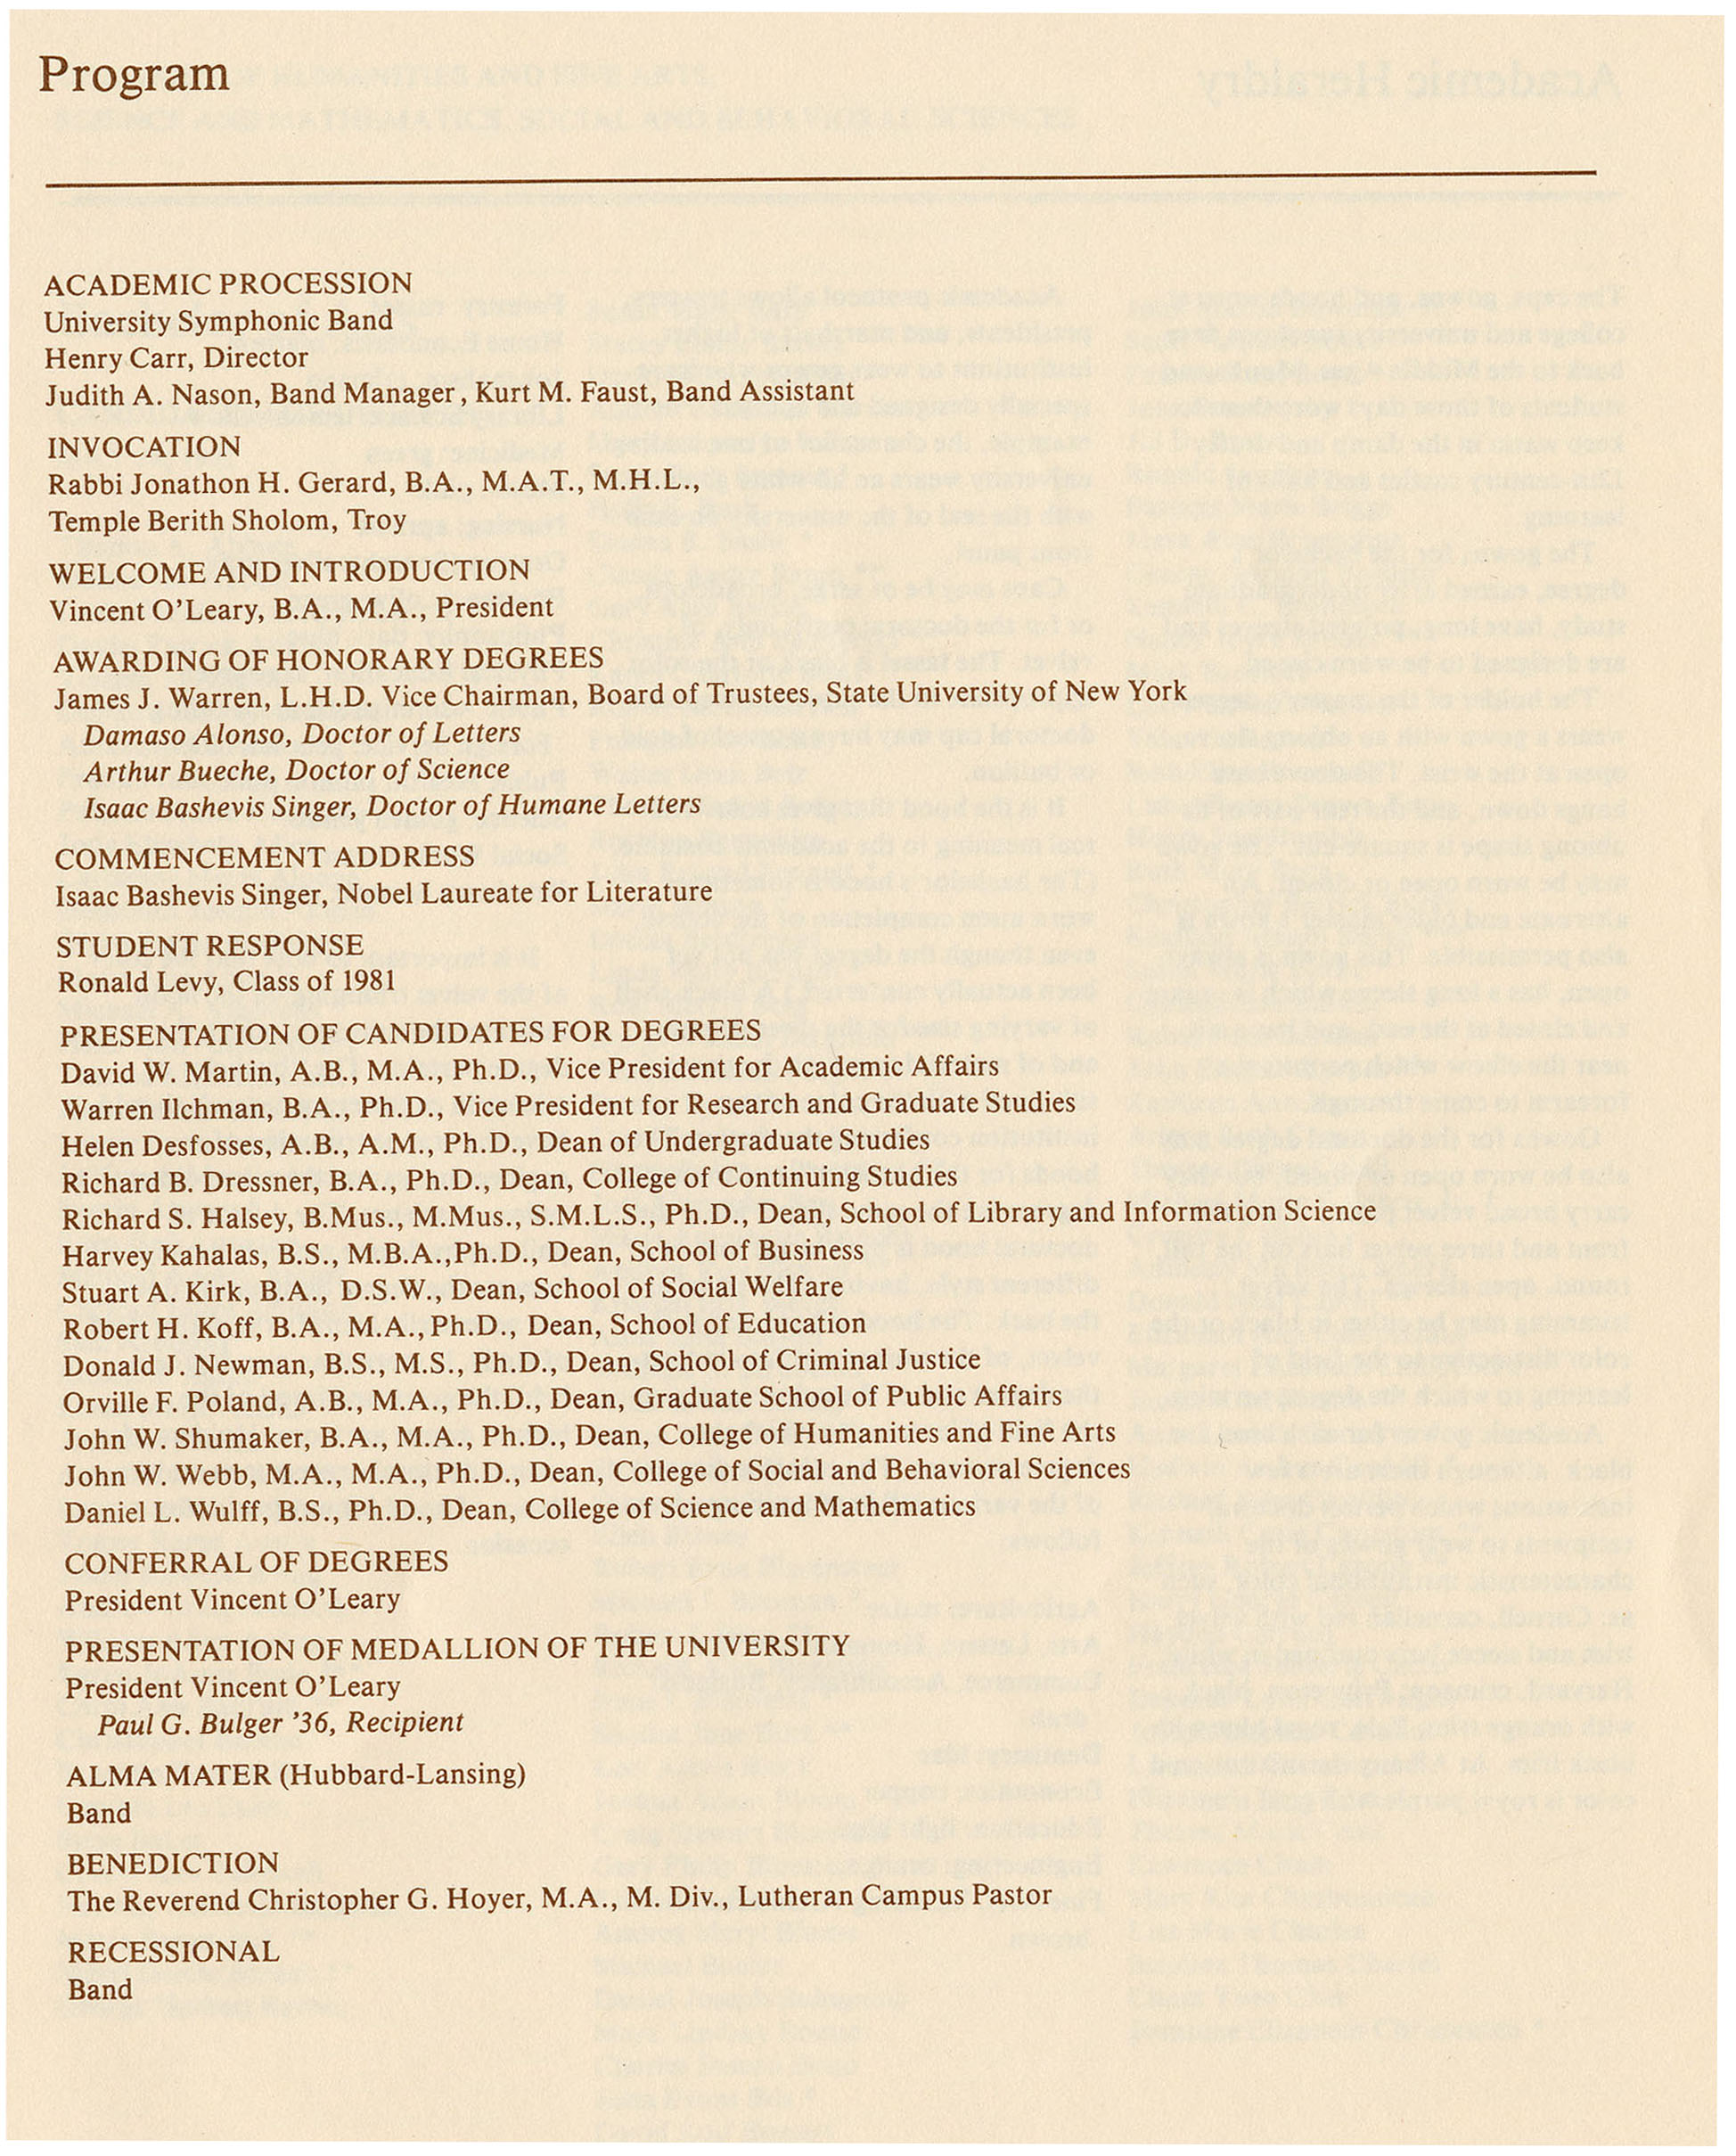 Program
ACADEMIC PROCESSION
University Symphonic Band
Henry Carr, Director
Judith A. Nason, Band Manager, Kurt M. Faust, Band Assistant
INVOCATION
Rabbi Jonathon H. Gerard, B.A., M.A.T., M.H.L.,
Temple Berith Sholom, Troy
WELCOME AND INTRODUCTION
Vincent O'Leary, B.A., M.A., President
AWARDING OF HONORARY DEGREES
James J. Warren, L.H.D. Vice Chairman, Board of Trustees, State University of New York
Damaso Alonso, Doctor of Letters
Arthur Bueche, Doctor of Science
Isaac Bashevis Singer, Doctor of Humane Letters
COMMENCEMENT ADDRESS
Isaac Bashevis Singer, Nobel Laureate for Literature
STUDENT RESPONSE
Ronald Levy, Class of 1981
PRESENTATION OF CANDIDATES FOR DEGREES
David W. Martin, A.B., M.A., Ph.D., Vice President for Academic Affairs
Warren Ilchman, B.A., Ph.D., Vice President for Research and Graduate Studies
Helen Desfosses, A.B., A.M., Ph.D., Dean of Undergraduate Studies
Richard B. Dressner, B.A., Ph.D., Dean, College of Continuing Studies
Richard S. Halsey, B.Mus., M.Mus., S.M.L.S., Ph.D., Dean, School of Library and Information Science
Harvey Kahalas, B.S., M.B.A.,Ph.D., Dean, School of Business
Stuart A. Kirk, B.A., D.S.W., Dean, School of Social Welfare
Robert H. Koff, B.A., M.A.,Ph.D., Dean, School of Education
Donald J. Newman, B.S., M.S., Ph.D., Dean, School of Criminal Justice
Orville F. Poland, A.B., M.A., Ph.D., Dean, Graduate School of Public Affairs
John W. Shumaker, B.A., M.A., Ph.D., Dean, College of Humanities and Fine Arts
John W. Webb, M.A., M.A., Ph.D., Dean, College of Social and Behavioral Sciences
Daniel L. Wulff, B.S., Ph.D., Dean, College of Science and Mathematics
CONFERRAL OF DEGREES
President Vincent O'Leary
PRESENTATION OF MEDALLION OF THE UNIVERSITY
President Vincent O'Leary
Paul G. Bulger '36, Recipient
ALMA MATER (Hubbard-Lansing)
Band
BENEDICTION
The Reverend Christopher G. Hoyer, M.A., M. Div., Lutheran Campus Pastor
RECESSIONAL
Band